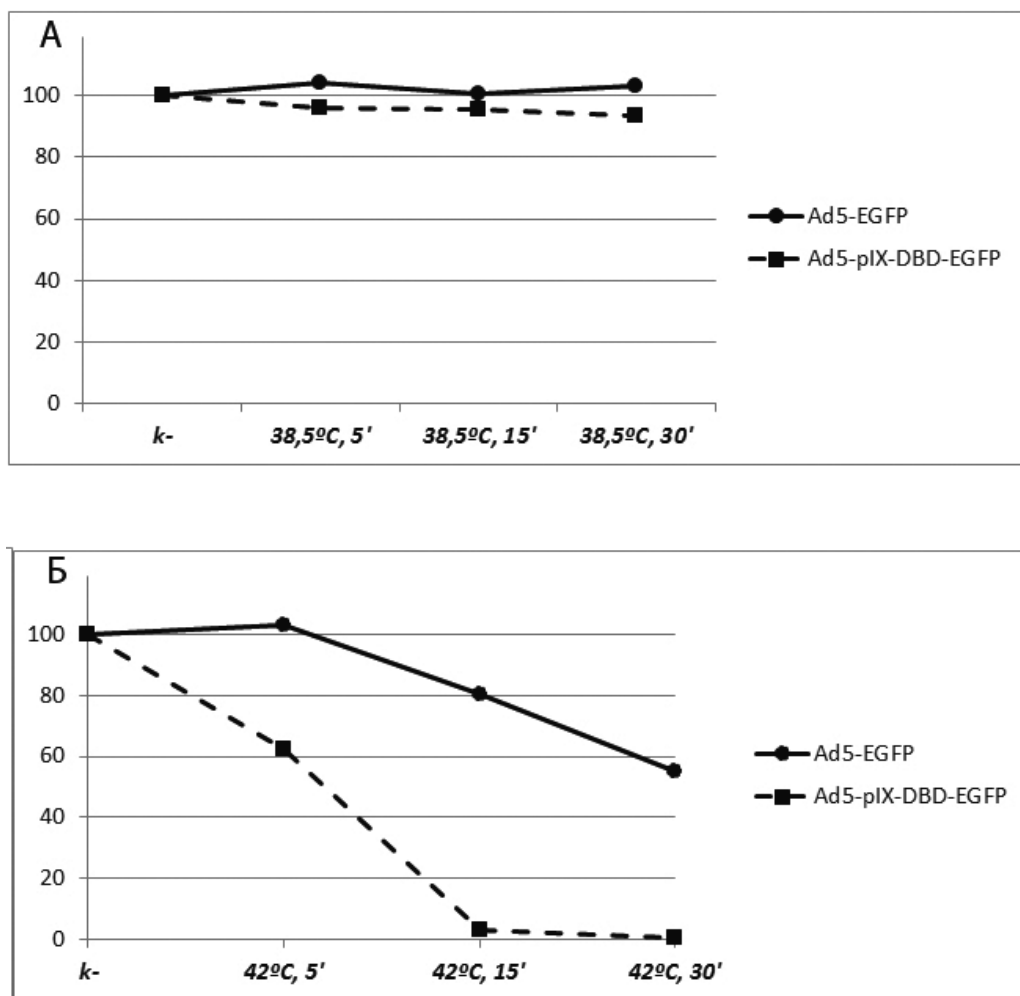 А
100
80
60
40
20
0
k-
38,5ºC, 5'
38,5ºC, 15'
38,5ºC, 30'
Ad5-EGFP
Ad5-pIX-DBD-EGFP
Б
100
80
60
40
20
0
k-
42ºC, 5'
42ºC, 15'
42ºC, 30'
Ad5-EGFP
Ad5-pIX-DBD-EGFP